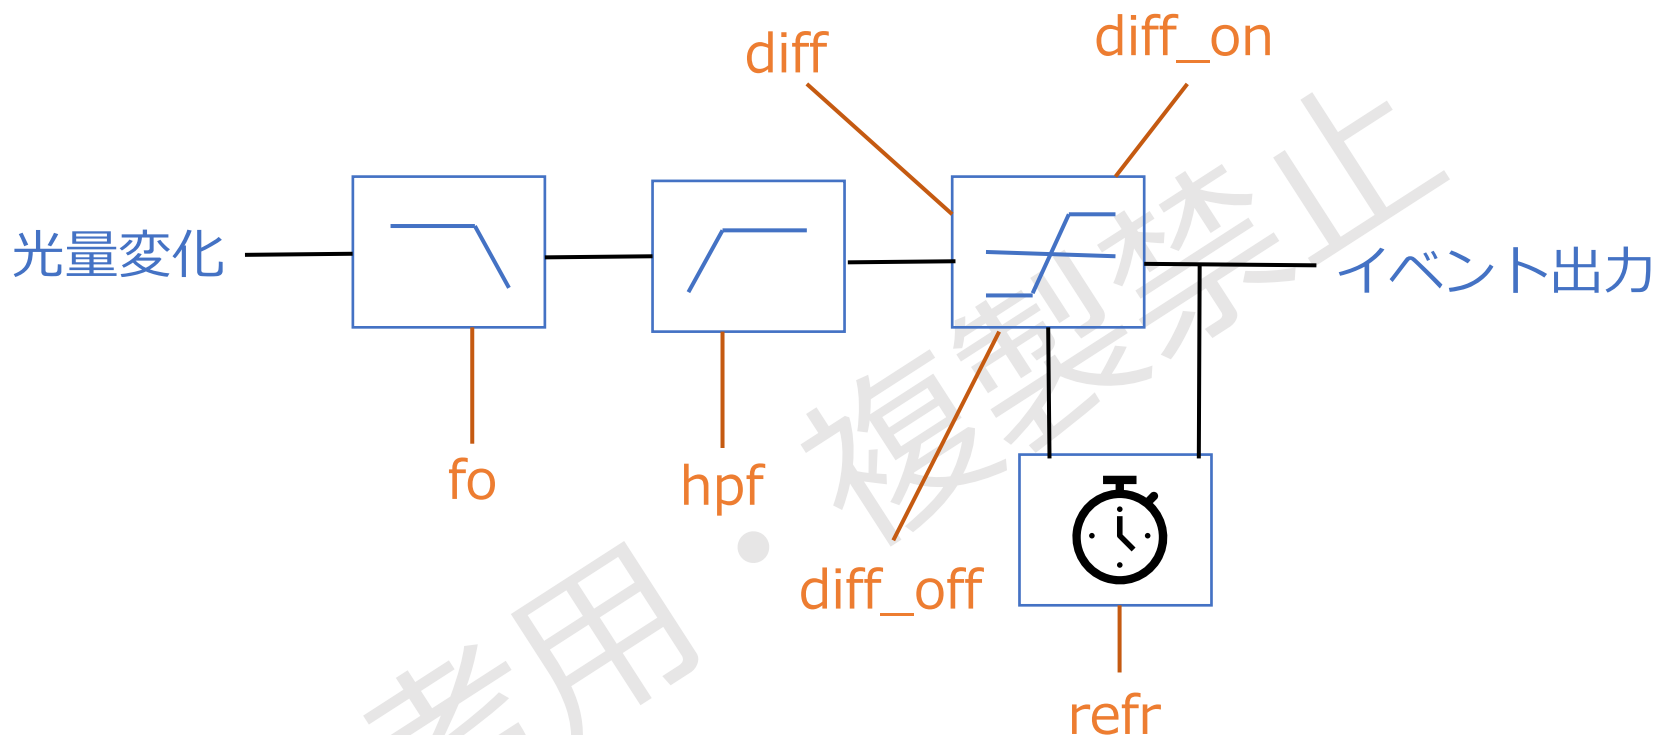 diff
diff_on
光量変化
イベント出力
fo
hpf
diff_off
refr
考用・複製禁止